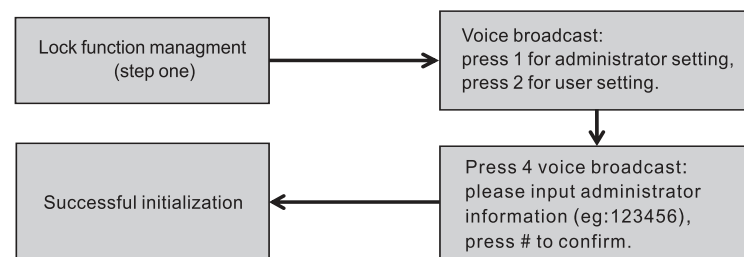 Lock function managment
(step one)
Voice broadcast:
press 1 for administrator setting,
press 2 for user setting.
Press 4 voice broadcast:
please input administrator
information (eg:123456),
press # to confirm.
Successful initialization